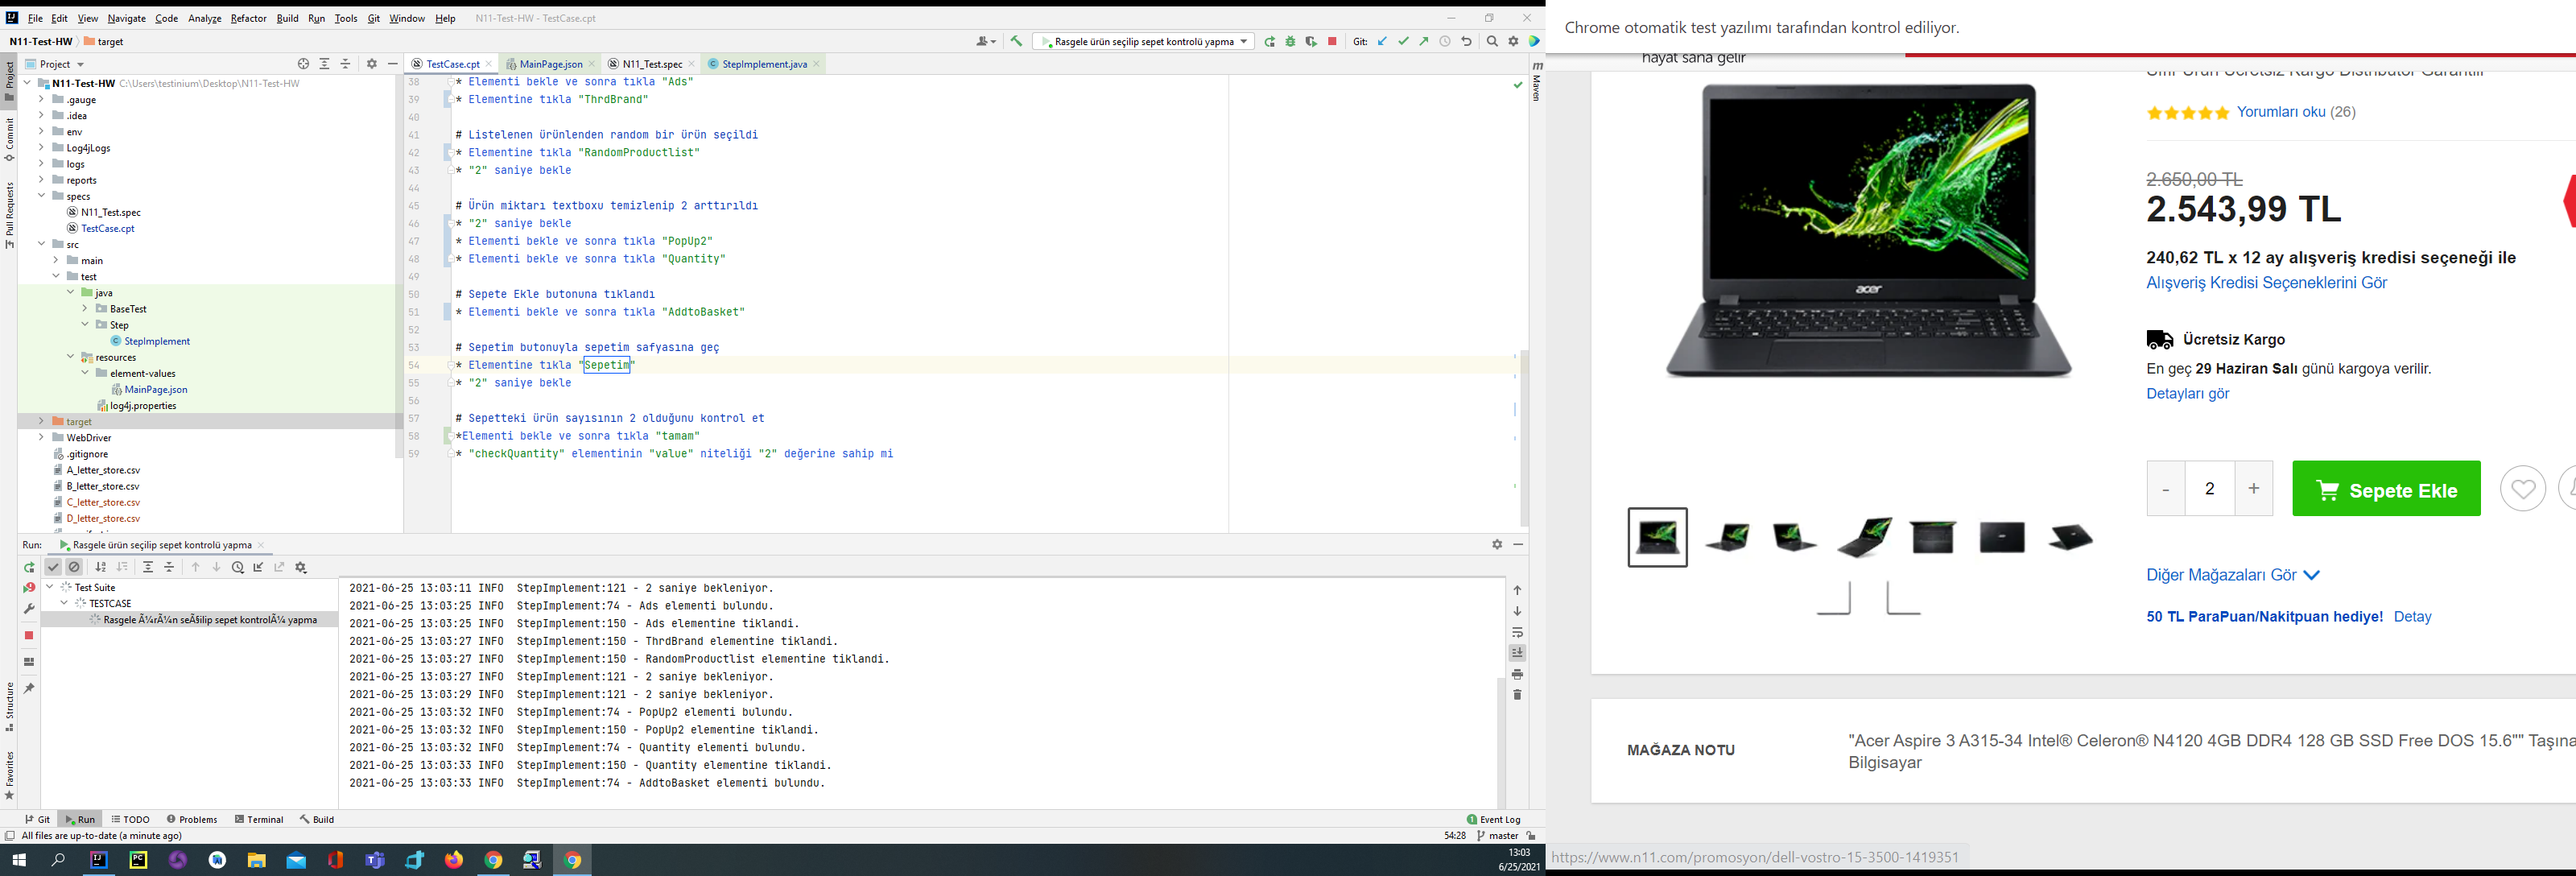 File Edit View Navigate Code Analyze Refactor Build Run Tools Git Window Help N11-Test-HW - TestCase.cpt
N11-Test-HW target
Rasgele ürün seçilip sepet kontrolü yapma Git:
Project
TestCase.cpt MainPage.json N11_Test.spec StepImplement.java
N11-Test-HW C:\Users\testinium\Desktop\N11-Test-HW
.gauge
.idea
env
Log4jLogs
logs
reports
specs
N11_Test.spec
TestCase.cpt
src
main
test
java
BaseTest
Step
StepImplement
resources
element-values
MainPage.json
log4j.properties
target
WebDriver
.gitignore
A_letter_store.csv
B_letter_store.csv
C_letter_store.csv
D_letter_store.csv
Project
Commit
Pull Requests
Structure
Favorites
Maven
38 * Elementi bekle ve sonra tıkla "Ads"
39 * Elementine tıkla "ThrdBrand"
40
41 # Listelenen ürünlenden random bir ürün seçildi
42 * Elementine tıkla "RandomProductlist"
43 * "2" saniye bekle
44
45 # Ürün miktarı textboxu temizlenip 2 arttırıldı
46 * "2" saniye bekle
47 * Elementi bekle ve sonra tıkla "PopUp2"
48 * Elementi bekle ve sonra tıkla "Quantity"
49
50 # Sepete Ekle butonuna tıklandı
51 * Elementi bekle ve sonra tıkla "AddtoBasket"
52
53 # Sepetim butonuyla sepetim safyasına geç
54 * Elementine tıkla "Sepetim"
55 * "2" saniye bekle
56
57 # Sepetteki ürün sayısının 2 olduğunu kontrol et
58 *Elementi bekle ve sonra tıkla "tamam"
59 * "checkQuantity" elementinin "value" niteliği "2" değerine sahip mi
Run: Rasgele ürün seçilip sepet kontrolü yapma
Test Suite
TESTCASE
Rasgele Ã¼rÃ¼n seÃ§ilip sepet kontrolÃ¼ yapma
2021-06-25 13:03:11 INFO StepImplement:121 - 2 saniye bekleniyor.
2021-06-25 13:03:25 INFO StepImplement:74 - Ads elementi bulundu.
2021-06-25 13:03:25 INFO StepImplement:150 - Ads elementine tiklandi.
2021-06-25 13:03:27 INFO StepImplement:150 - ThrdBrand elementine tiklandi.
2021-06-25 13:03:27 INFO StepImplement:150 - RandomProductlist elementine tiklandi.
2021-06-25 13:03:27 INFO StepImplement:121 - 2 saniye bekleniyor.
2021-06-25 13:03:29 INFO StepImplement:121 - 2 saniye bekleniyor.
2021-06-25 13:03:32 INFO StepImplement:74 - PopUp2 elementi bulundu.
2021-06-25 13:03:32 INFO StepImplement:150 - PopUp2 elementine tiklandi.
2021-06-25 13:03:32 INFO StepImplement:74 - Quantity elementi bulundu.
2021-06-25 13:03:33 INFO StepImplement:150 - Quantity elementine tiklandi.
2021-06-25 13:03:33 INFO StepImplement:74 - AddtoBasket elementi bulundu.
Git Run TODO Problems Terminal Build Event Log
All files are up-to-date (a minute ago) 54:28 master
13:03
6/25/2021
Chrome otomatik test yazılımı tarafından kontrol ediliyor.
hayat sana gelir
Sıfır Ürün Ücretsiz Kargo Distribütör Garantili
Yorumları oku (26)
2.650,00 TL
2.543,99 TL
240,62 TL x 12 ay alışveriş kredisi seçeneği ile
Alışveriş Kredisi Seçeneklerini Gör
acer
Ücretsiz Kargo
En geç 29 Haziran Salı günü kargoya verilir.
Detayları gör
- 2 + Sepete Ekle
Diğer Mağazaları Gör
50 TL ParaPuan/Nakitpuan hediye! Detay
MAĞAZA NOTU
"Acer Aspire 3 A315-34 Intel® Celeron® N4120 4GB DDR4 128 GB SSD Free DOS 15.6"" Taşına
Bilgisayar
https://www.n11.com/promosyon/dell-vostro-15-3500-1419351